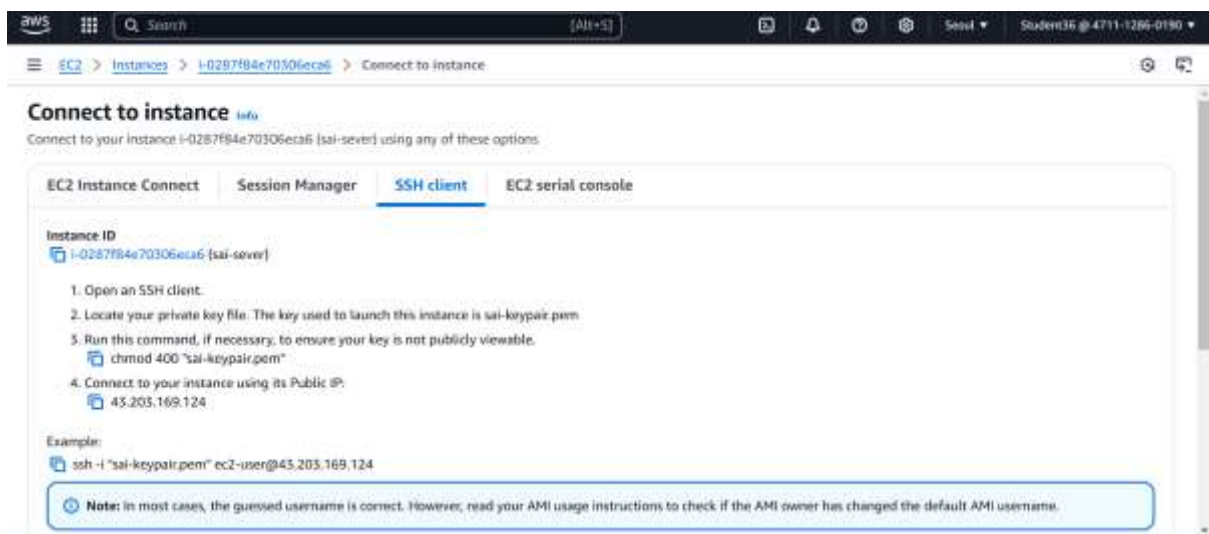 aws
Search
[Alt+S]
Seoul
Student36 @ 4711-1286-0190
EC2 > Instances > i-0287f84e70306eca6 > Connect to instance
Connect to instance Info
Connect to your instance i-0287f84e70306eca6 (sai-sever) using any of these options
EC2 Instance Connect
Session Manager
SSH client
EC2 serial console
Instance ID
i-0287f84e70306eca6 (sai-sever)
1. Open an SSH client.
2. Locate your private key file. The key used to launch this instance is sai-keypair.pem
3. Run this command, if necessary, to ensure your key is not publicly viewable.
chmod 400 "sai-keypair.pem"
4. Connect to your instance using its Public IP:
43.203.169.124
Example:
ssh -i "sai-keypair.pem" ec2-user@43.203.169.124
Note: In most cases, the guessed username is correct. However, read your AMI usage instructions to check if the AMI owner has changed the default AMI username.